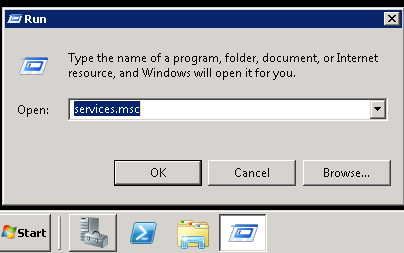 Run
Type the name of a program, folder, document, or Internet
resource, and Windows will open it for you.
Open:
services.msc
OK
Cancel
Browse...
Start